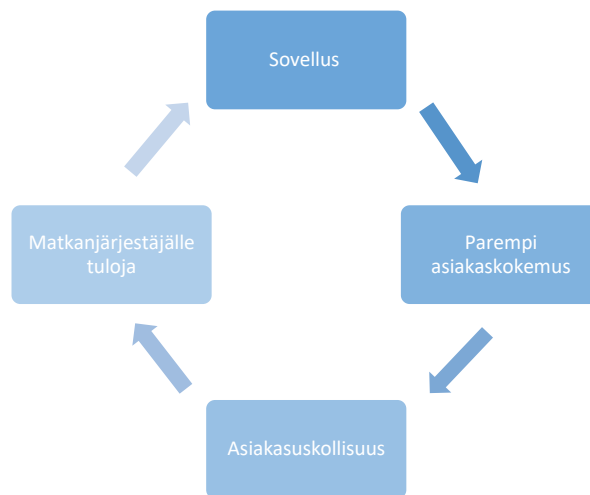 Sovellus
Parempi
asiakaskokemus
Asiakasuskollisuus
Matkanjärjestäjälle
tuloja